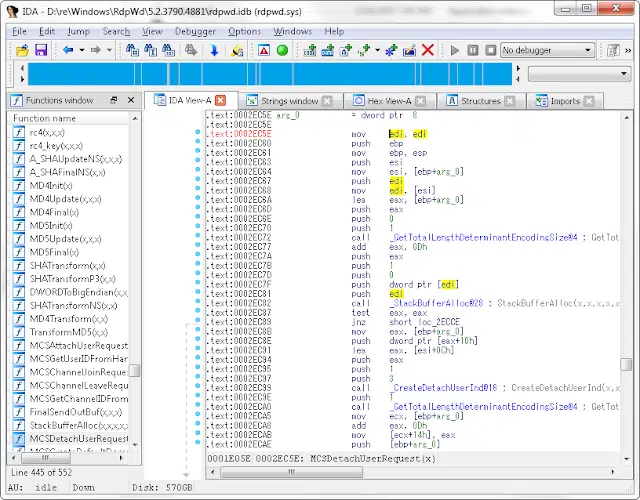 IDA - D:\re\Windows\RdpWd\5.2.3790.4881\rdpwd.idb (rdpwd.sys)
File Edit Jump Search View Debugger Options Windows Help
No debugger
Functions window
IDA View-A
Strings window
Hex View-A
Structures
Imports
Function name
rc4(x,x,x)
rc4_key(x,x,x)
A_SHAUpdateNS(x,x,x)
A_SHAFinalNS(x,x)
MD4Init(x)
MD4Update(x,x,x)
MD4Final(x)
MD5Init(x)
MD5Update(x,x,x)
MD5Final(x)
SHATransform(x,x)
SHATransformP3(x,x)
DWORDToBigEndian(x,x,x)
SHATransformNS(x,x)
MD4Transform(x,x)
TransformMD5(x,x)
MCSAttachUserRequest
MCSGetUserIDFromHan
MCSChannelJoinReque
MCSChannelLeaveRequ
MCSGetChannelIDFrom
FinalSendOutBuf(x,x,x)
StackBufferAlloc(x,x,x,x
MCSDetachUserRequest
Line 445 of 552
.text:0002EC5E arg_0 = dword ptr 8
.text:0002EC5E
.text:0002EC5E mov edi, edi
.text:0002EC60 push ebp
.text:0002EC61 mov ebp, esp
.text:0002EC63 push esi
.text:0002EC64 mov esi, [ebp+arg_0]
.text:0002EC67 push edi
.text:0002EC68 mov edi, [esi]
.text:0002EC6A lea eax, [ebp+arg_0]
.text:0002EC6D push eax
.text:0002EC6E push 0
.text:0002EC70 push 1
.text:0002EC72 call _GetTotalLengthDeterminantEncodingSize@4 ; GetTot
.text:0002EC77 add eax, 0Dh
.text:0002EC7A push eax
.text:0002EC7B push 1
.text:0002EC7D push 0
.text:0002EC7F push dword ptr [edi]
.text:0002EC81 push edi
.text:0002EC82 call _StackBufferAlloc@28 ; StackBufferAlloc(x,x,x,x,x
.text:0002EC87 test eax, eax
.text:0002EC89 jnz short loc_2ECCE
.text:0002EC8B mov eax, [ebp+arg_0]
.text:0002EC8E push dword ptr [eax+10h]
.text:0002EC91 lea eax, [esi+0Ch]
.text:0002EC94 push eax
.text:0002EC95 push 1
.text:0002EC97 push 3
.text:0002EC99 call _CreateDetachUserInd@16 ; CreateDetachUserInd(x,x
.text:0002EC9E push 1
.text:0002ECA0 call _GetTotalLengthDeterminantEncodingSize@4 ; GetTot
.text:0002ECA5 mov ecx, [ebp+arg_0]
.text:0002ECA8 add eax, 0Dh
.text:0002ECAB mov [ecx+14h], eax
.text:0002ECAE push [ebp+arg_0]
0001E05E 0002EC5E: MCSDetachUserRequest(x)
AU: idle Down Disk: 570GB